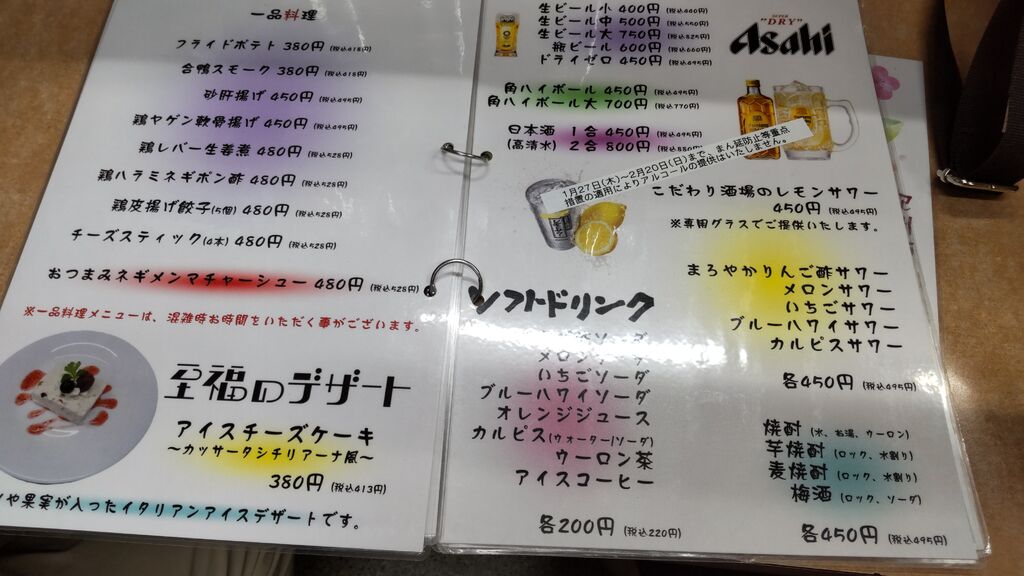 一品料理
フライドポテト 380円 (税込418円)
合鴨スモーク 380円 (税込418円)
砂肝揚げ 450円 (税込495円)
鶏ヤゲン軟骨揚げ 450円 (税込495円)
鶏レバー生姜煮 480円 (税込528円)
鶏ハラミネギポン酢 480円 (税込528円)
鶏皮揚げ餃子(5個) 480円 (税込528円)
チーズスティック(4本) 480円 (税込528円)
おつまみネギメンマチャーシュー 480円 (税込528円)
※一品料理メニューは、混雑時お時間をいただく事がございます。
至福のデザート
アイスチーズケーキ
〜カッサータシチリアーナ風〜
380円 (税込413円)
や果実が入ったイタリアンアイスデザートです。
生ビール小 400円 (税込440円)
生ビール中 500円 (税込550円)
生ビール大 750円 (税込825円)
瓶ビール 600円 (税込660円)
ドライゼロ 450円 (税込495円)
SUPER
"DRY"
Asahi
角ハイボール 450円 (税込495円)
角ハイボール大 700円 (税込770円)
日本酒 1合 450円 (税込495円)
(高清水) 2合 800円 (税込880円)
1月27日(木)〜2月20日(日)まで、まん延防止等重点
措置の適用によりアルコールの提供はいたしません。
こだわり酒場のレモンサワー
450円 (税込495円)
※専用グラスでご提供いたします。
まろやかりんご酢サワー
メロンサワー
いちごサワー
ブルーハワイサワー
カルピスサワー
各450円 (税込495円)
ソフトドリンク
ソーダ
メロンソーダ
いちごソーダ
ブルーハワイソーダ
オレンジジュース
カルピス(ウォーター/ソーダ)
ウーロン茶
アイスコーヒー
各200円 (税込220円)
焼酎 (水、お湯、ウーロン)
芋焼酎 (ロック、水割り)
麦焼酎 (ロック、水割り)
梅酒 (ロック、ソーダ)
各450円 (税込495円)